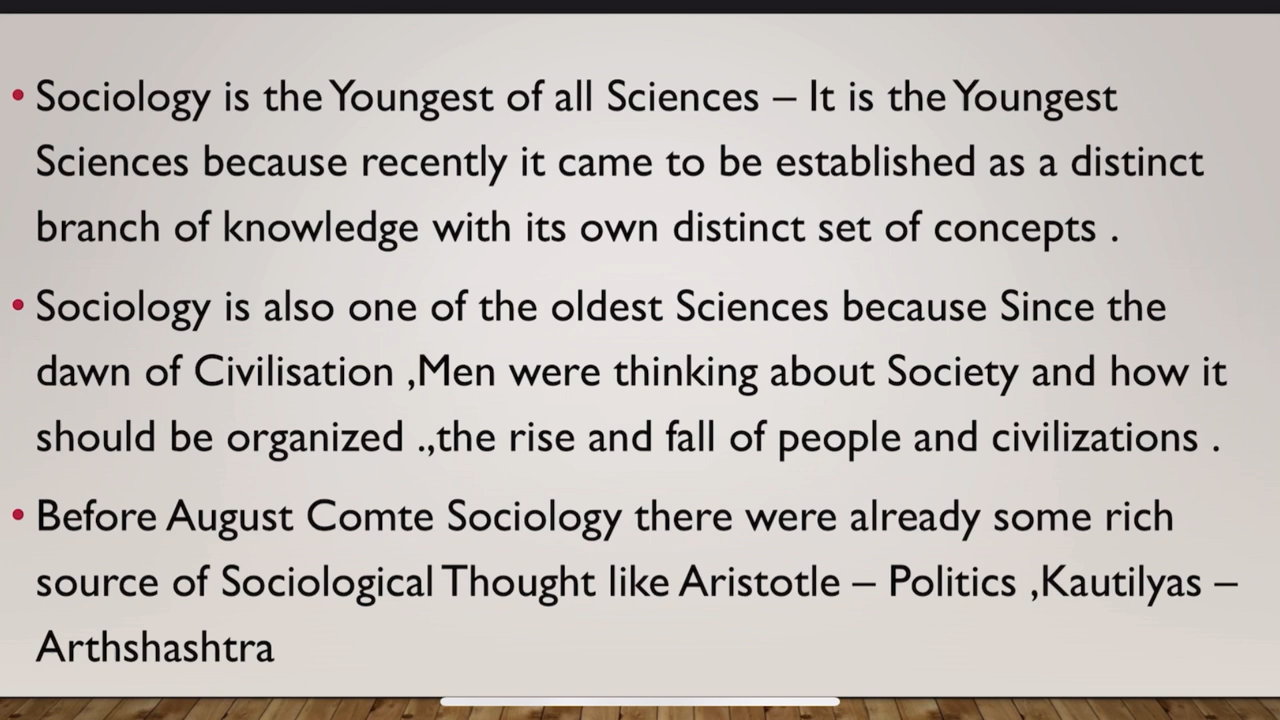 • Sociology is the Youngest of all Sciences – It is the Youngest
Sciences because recently it came to be established as a distinct
branch of knowledge with its own distinct set of concepts .
• Sociology is also one of the oldest Sciences because Since the
dawn of Civilisation ,Men were thinking about Society and how it
should be organized .,the rise and fall of people and civilizations .
• Before August Comte Sociology there were already some rich
source of Sociological Thought like Aristotle – Politics ,Kautilyas –
Arthshashtra